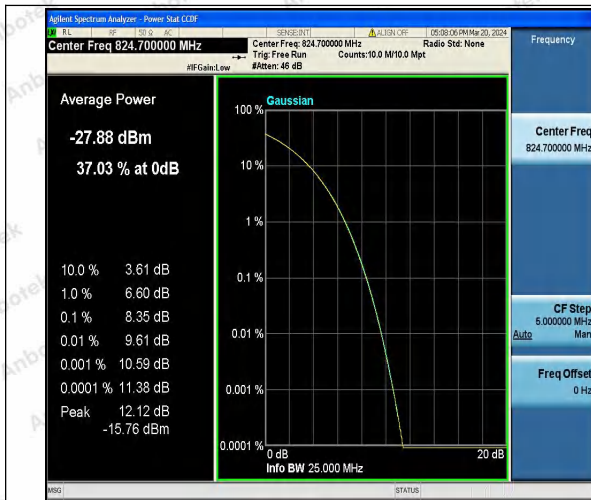 Agilent Spectrum Analyzer - Power Stat CCDF
RL RF 50 Ω AC SENSE:INT ALIGN OFF 05:08:06 PM Mar 20, 2024
Center Freq 824.700000 MHz
Center Freq: 824.700000 MHz Radio Std: None
Trig: Free Run Counts:10.0 M/10.0 Mpt
#IFGain:Low #Atten: 46 dB
Frequency
Average Power
-27.88 dBm
37.03 % at 0dB
10.0 % 3.61 dB
1.0 % 6.60 dB
0.1 % 8.35 dB
0.01 % 9.61 dB
0.001 % 10.59 dB
0.0001 % 11.38 dB
Peak 12.12 dB
-15.76 dBm
Gaussian
100 %
10 %
1 %
0.1 %
0.01 %
0.001 %
0.0001 %
0 dB 20 dB
Info BW 25.000 MHz
Center Freq
824.700000 MHz
CF Step
5.000000 MHz
Auto Man
Freq Offset
0 Hz
MSG STATUS